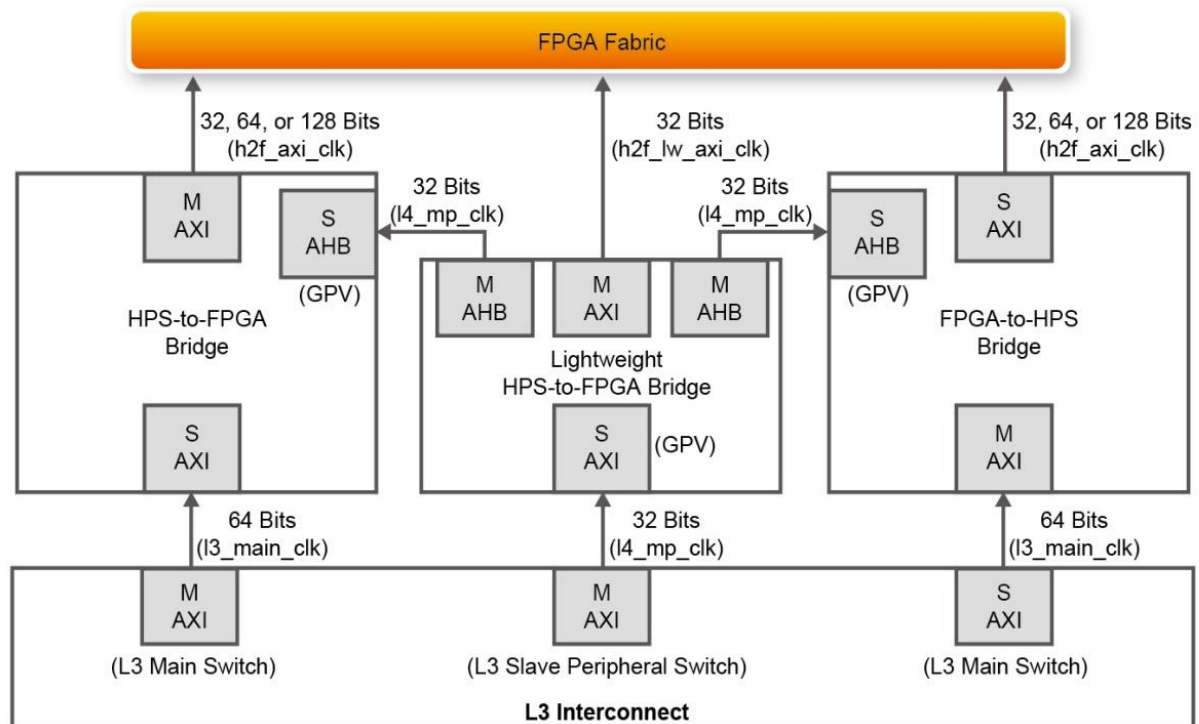 FPGA Fabric
32, 64, or 128 Bits
(h2f_axi_clk)
32 Bits
(h2f_lw_axi_clk)
32, 64, or 128 Bits
(h2f_axi_clk)
M
AXI
S
AHB
(GPV)
32 Bits
(l4_mp_clk)
32 Bits
(l4_mp_clk)
S
AHB
(GPV)
S
AXI
HPS-to-FPGA
Bridge
M
AHB
M
AXI
M
AHB
Lightweight
HPS-to-FPGA Bridge
FPGA-to-HPS
Bridge
S
AXI
S
AXI
(GPV)
M
AXI
64 Bits
(l3_main_clk)
32 Bits
(l4_mp_clk)
64 Bits
(l3_main_clk)
M
AXI
(L3 Main Switch)
M
AXI
(L3 Slave Peripheral Switch)
S
AXI
(L3 Main Switch)
L3 Interconnect